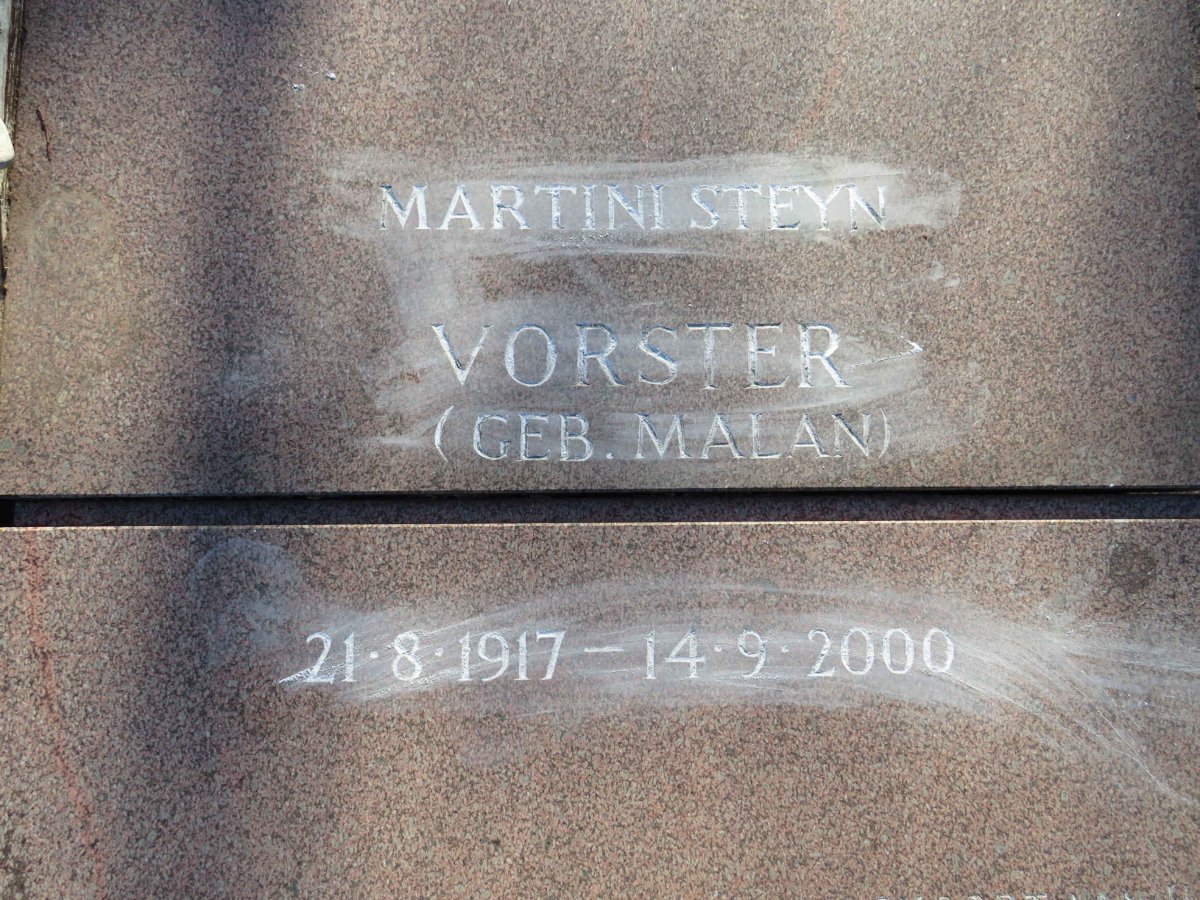 MARTINI STEYN
VORSTER
(GEB. MALAN)
21·8·1917 – 14·9·2000